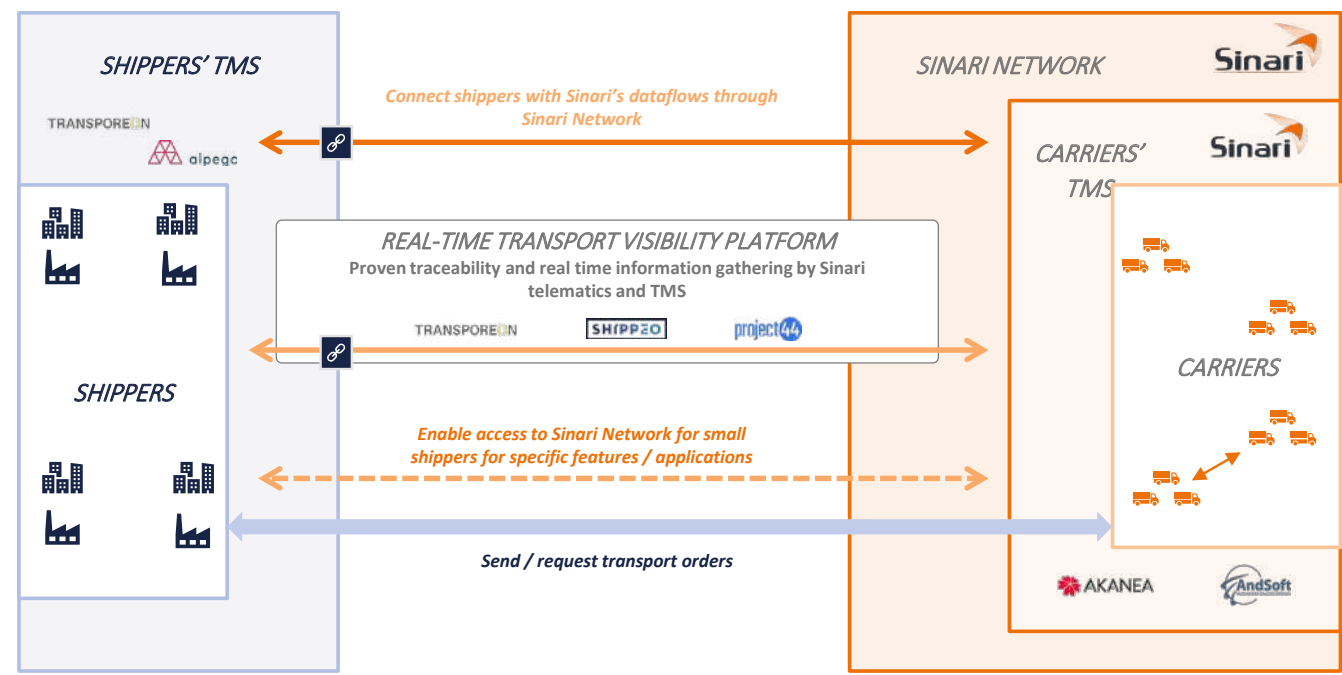 SHIPPERS' TMS
TRANSPOREON
alpega
SHIPPERS
Connect shippers with Sinari's dataflows through
Sinari Network
REAL-TIME TRANSPORT VISIBILITY PLATFORM
Proven traceability and real time information gathering by Sinari
telematics and TMS
TRANSPOREON
SHIPPEO
project44
Enable access to Sinari Network for small
shippers for specific features / applications
Send / request transport orders
SINARI NETWORK
Sinari
CARRIERS'
TMS
Sinari
CARRIERS
AKANEA
AndSoft